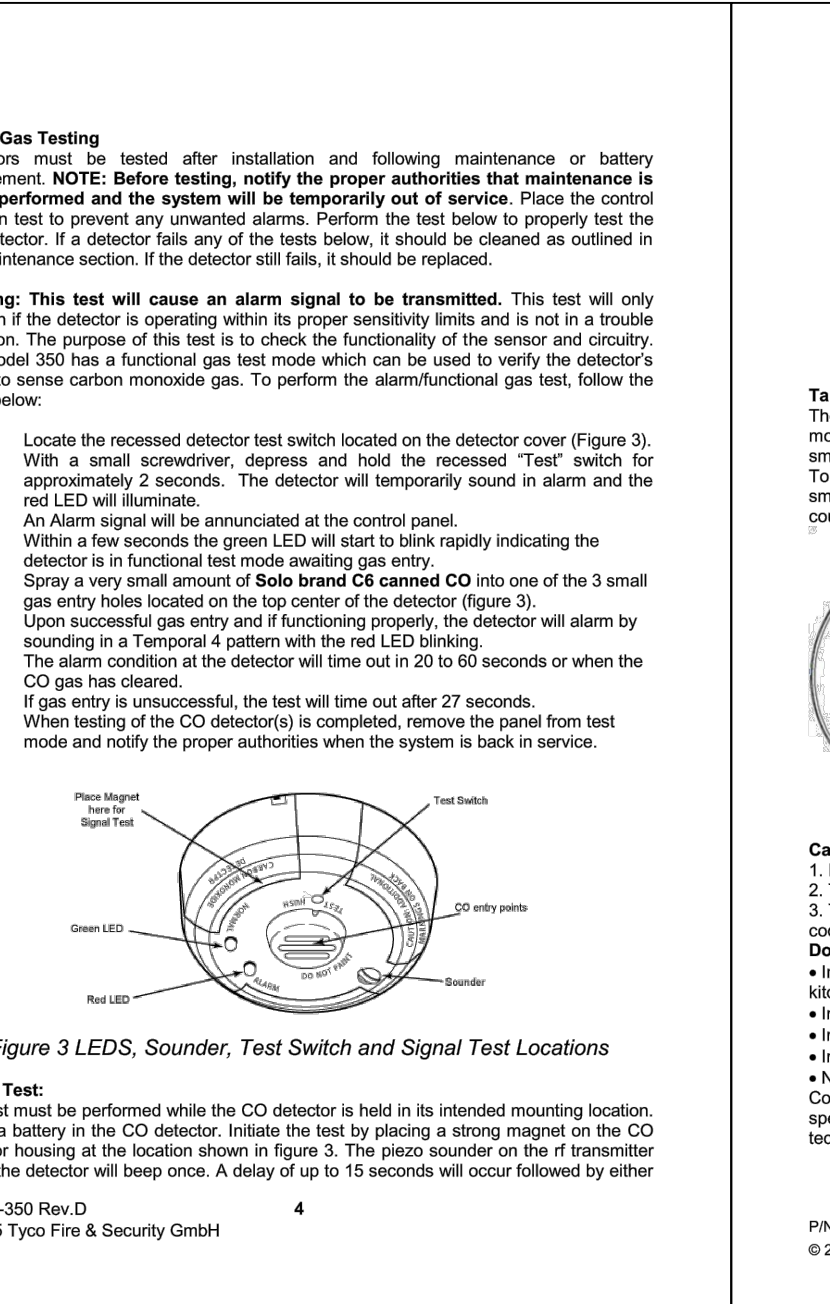 Gas Testing
ors must be tested after installation and following maintenance or battery
ement. NOTE: Before testing, notify the proper authorities that maintenance is
performed and the system will be temporarily out of service. Place the control
n test to prevent any unwanted alarms. Perform the test below to properly test the
tector. If a detector fails any of the tests below, it should be cleaned as outlined in
intenance section. If the detector still fails, it should be replaced.
ng: This test will cause an alarm signal to be transmitted. This test will only
n if the detector is operating within its proper sensitivity limits and is not in a trouble
on. The purpose of this test is to check the functionality of the sensor and circuitry.
odel 350 has a functional gas test mode which can be used to verify the detector's
to sense carbon monoxide gas. To perform the alarm/functional gas test, follow the
below:
Locate the recessed detector test switch located on the detector cover (Figure 3).
With a small screwdriver, depress and hold the recessed “Test” switch for
approximately 2 seconds. The detector will temporarily sound in alarm and the
red LED will illuminate.
An Alarm signal will be annunciated at the control panel.
Within a few seconds the green LED will start to blink rapidly indicating the
detector is in functional test mode awaiting gas entry.
Spray a very small amount of Solo brand C6 canned CO into one of the 3 small
gas entry holes located on the top center of the detector (figure 3).
Upon successful gas entry and if functioning properly, the detector will alarm by
sounding in a Temporal 4 pattern with the red LED blinking.
The alarm condition at the detector will time out in 20 to 60 seconds or when the
CO gas has cleared.
If gas entry is unsuccessful, the test will time out after 27 seconds.
When testing of the CO detector(s) is completed, remove the panel from test
mode and notify the proper authorities when the system is back in service.
Place Magnet
here for
Signal Test
Test Switch
CARBON MONOXIDE
DETECTPR
CAUTION: ADDITIONAL
MARKINGS ON BACK
NORMAL
HUSH
TEST
CO entry points
Green LED
DO NOT PAINT
ALARM
Sounder
Red LED
Figure 3 LEDS, Sounder, Test Switch and Signal Test Locations
Test:
st must be performed while the CO detector is held in its intended mounting location.
a battery in the CO detector. Initiate the test by placing a strong magnet on the CO
or housing at the location shown in figure 3. The piezo sounder on the rf transmitter
the detector will beep once. A delay of up to 15 seconds will occur followed by either
-350 Rev.D
4
5 Tyco Fire & Security GmbH
Ta
The
mo
sm
To
sm
cou
Ca
1.
2.
3.
coo
Do
• In
kitc
• In
• In
• In
• N
Co
spe
tec
P/N
© 2